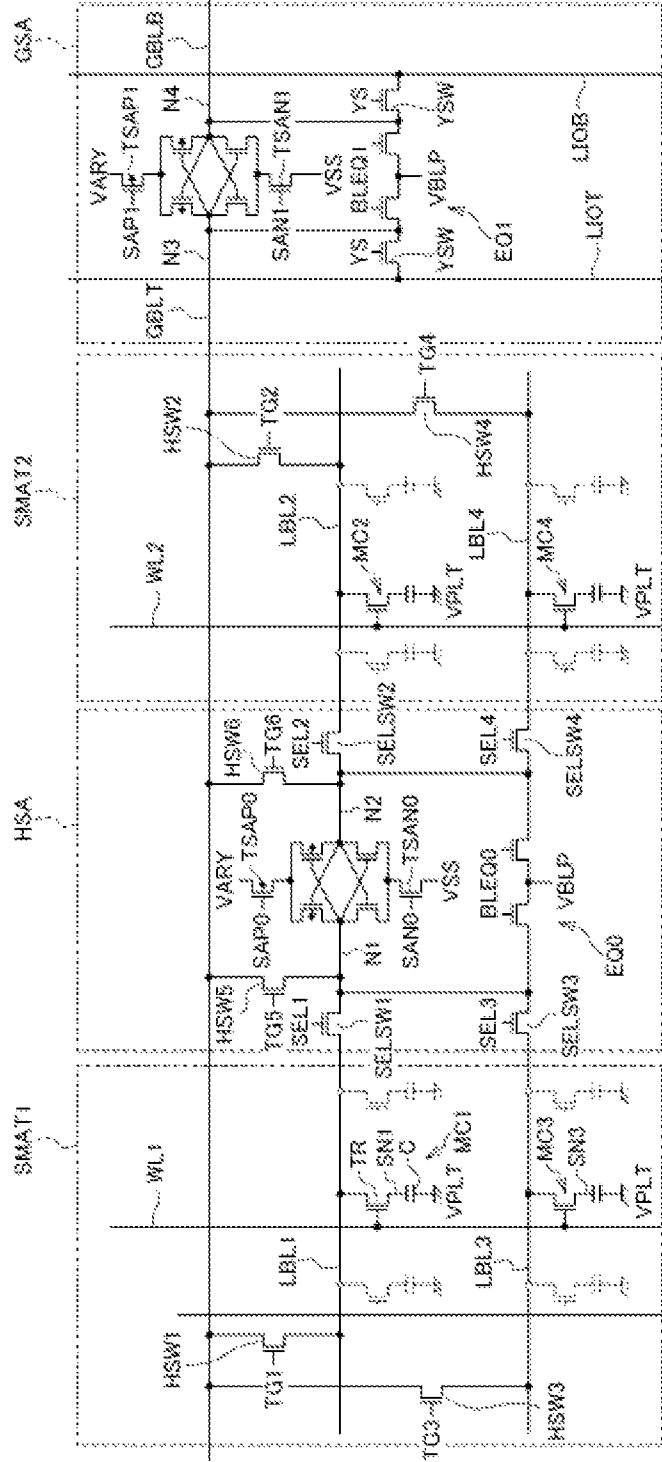 SMAT1
HSA
SMAT2
GSA
WL1
WL2
GBLT
GBLB
HSW1
TG1
TG3
HSW3
LBL1
LBL3
TR
SN1
C
MC1
VPLT
MC3
SN3
VPLT
HSW5
TG5
SEL1
SELSW1
SEL3
SELSW3
N1
VARY
SAP0
TSAP0
SAN0
TSAN0
VSS
N2
HSW6
TG6
SEL2
SELSW2
SEL4
SELSW4
BLEQ0
VBLP
EQ0
HSW2
TG2
TG4
HSW4
LBL2
MC2
VPLT
LBL4
MC4
VPLT
VARY
SAP1
TSAP1
N3
N4
SAN1
TSAN1
VSS
YS
YSW
BLEQ1
VBLP
EQ1
YS
YSW
LIOT
LIOB